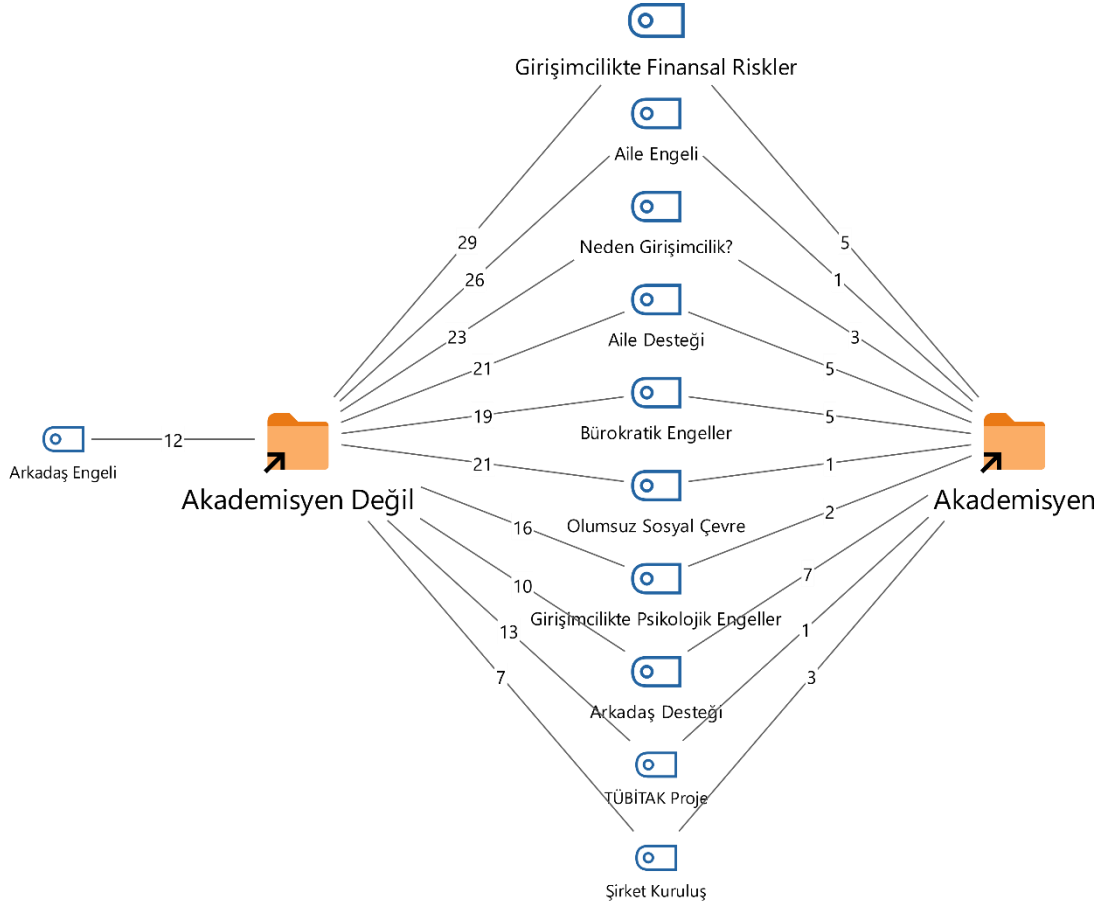 Girişimcilikte Finansal Riskler
Aile Engeli
Neden Girişimcilik?
29
5
26
1
Aile Desteği
23
3
21
5
19
5
Bürokratik Engeller
12
Arkadaş Engeli
Akademisyen Değil
Akademisyen
21
1
Olumsuz Sosyal Çevre
16
2
10
7
Girişimcilikte Psikolojik Engeller
13
1
7
3
Arkadaş Desteği
TÜBİTAK Proje
Şirket Kuruluş